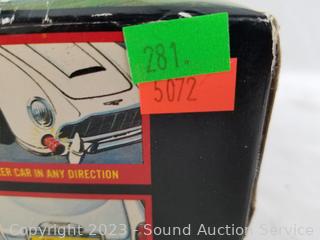 281.
5072
ER CAR IN ANY DIRECTION
Copyright 2023 - Sound Auction Service